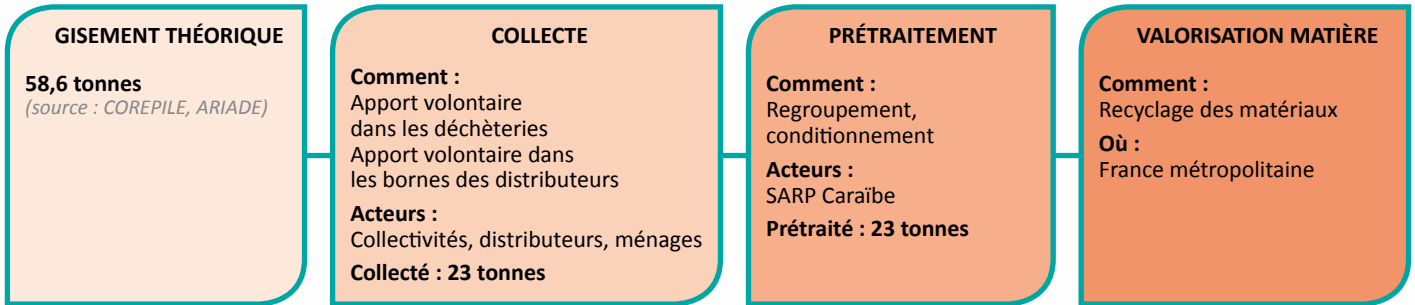 GISEMENT THÉORIQUE
58,6 tonnes
(source : COREPILE, ARIADE)
COLLECTE
Comment :
Apport volontaire
dans les déchèteries
Apport volontaire dans
les bornes des distributeurs
Acteurs :
Collectivités, distributeurs, ménages
Collecté : 23 tonnes
PRÉTRAITEMENT
Comment :
Regroupement,
conditionnement
Acteurs :
SARP Caraïbe
Prétraité : 23 tonnes
VALORISATION MATIÈRE
Comment :
Recyclage des matériaux
Où :
France métropolitaine